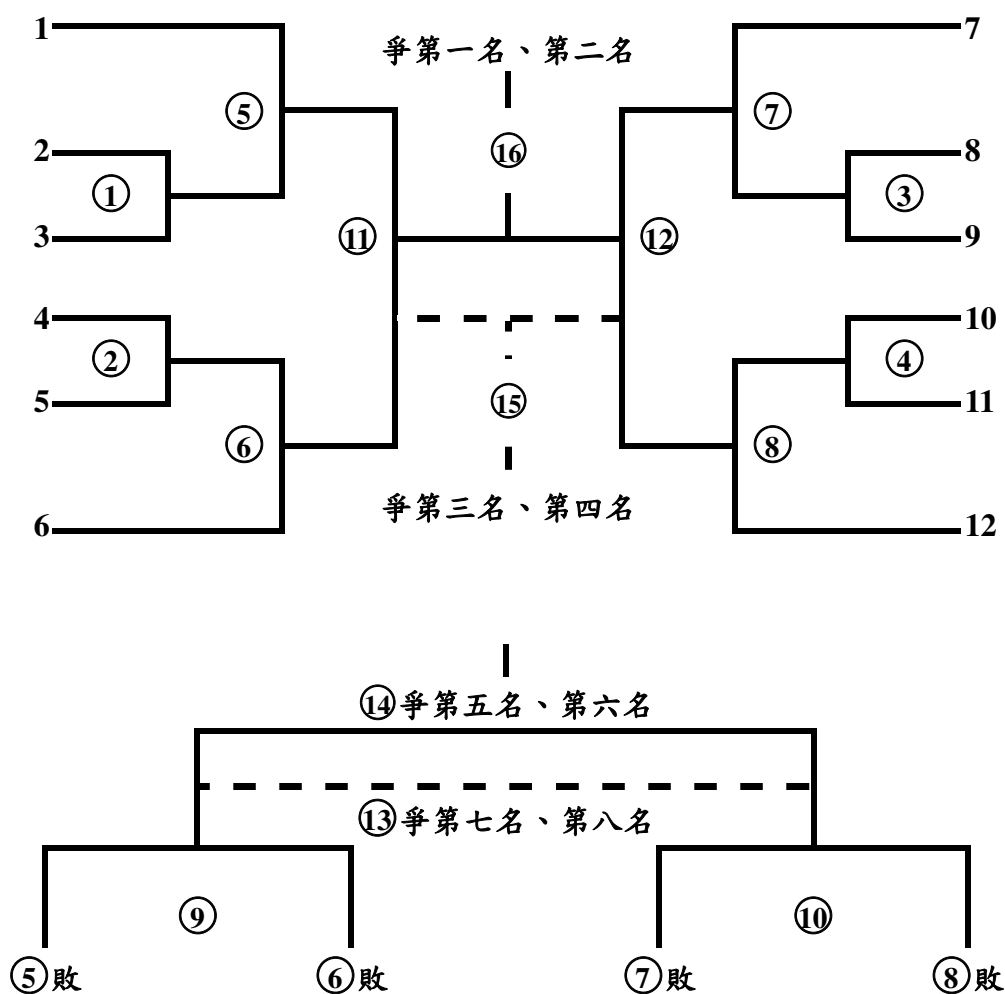 1 爭第一名、第二名 7
⑤ ⑦
2 ⑯ 8
① ③
3 ⑪ ⑫ 9
4 10
② ④
5 ⑮ 11
⑥ ⑧
爭第三名、第四名
6 12
⑭爭第五名、第六名
⑬爭第七名、第八名
⑨ ⑩
⑤敗 ⑥敗 ⑦敗 ⑧敗